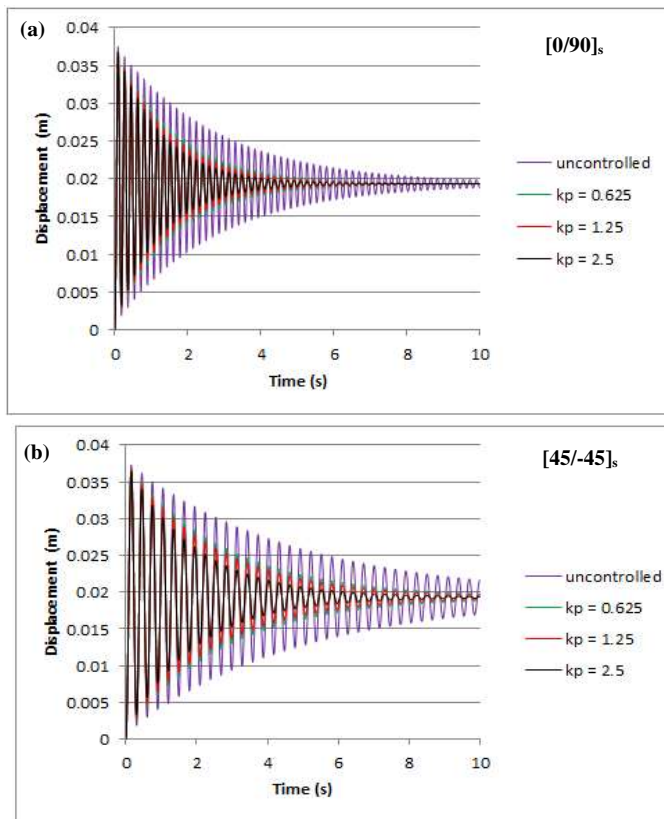 (a)
[0/90]s
0.04
0.035
0.03
0.025
0.02
0.015
0.01
0.005
0
Displacement (m)
0 2 4 6 8 10
Time (s)
uncontrolled
kp = 0.625
kp = 1.25
kp = 2.5
(b)
[45/-45]s
0.04
0.035
0.03
0.025
0.02
0.015
0.01
0.005
0
Displacement (m)
0 2 4 6 8 10
Time (s)
uncontrolled
kp = 0.625
kp = 1.25
kp = 2.5